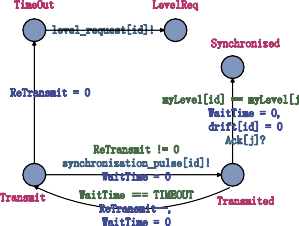 TimeOut
LevelReq
level_request[id]!
Synchronized
ReTransmit = 0
myLevel[id] == myLevel[j
WaitTime = 0,
drift[id] = 0
Ack[j]?
ReTransmit != 0
synchronization_pulse[id]!
WaitTime = 0
Transmit
WaitTime == TIMEOUT
Transmited
ReTransmit--,
WaitTime = 0